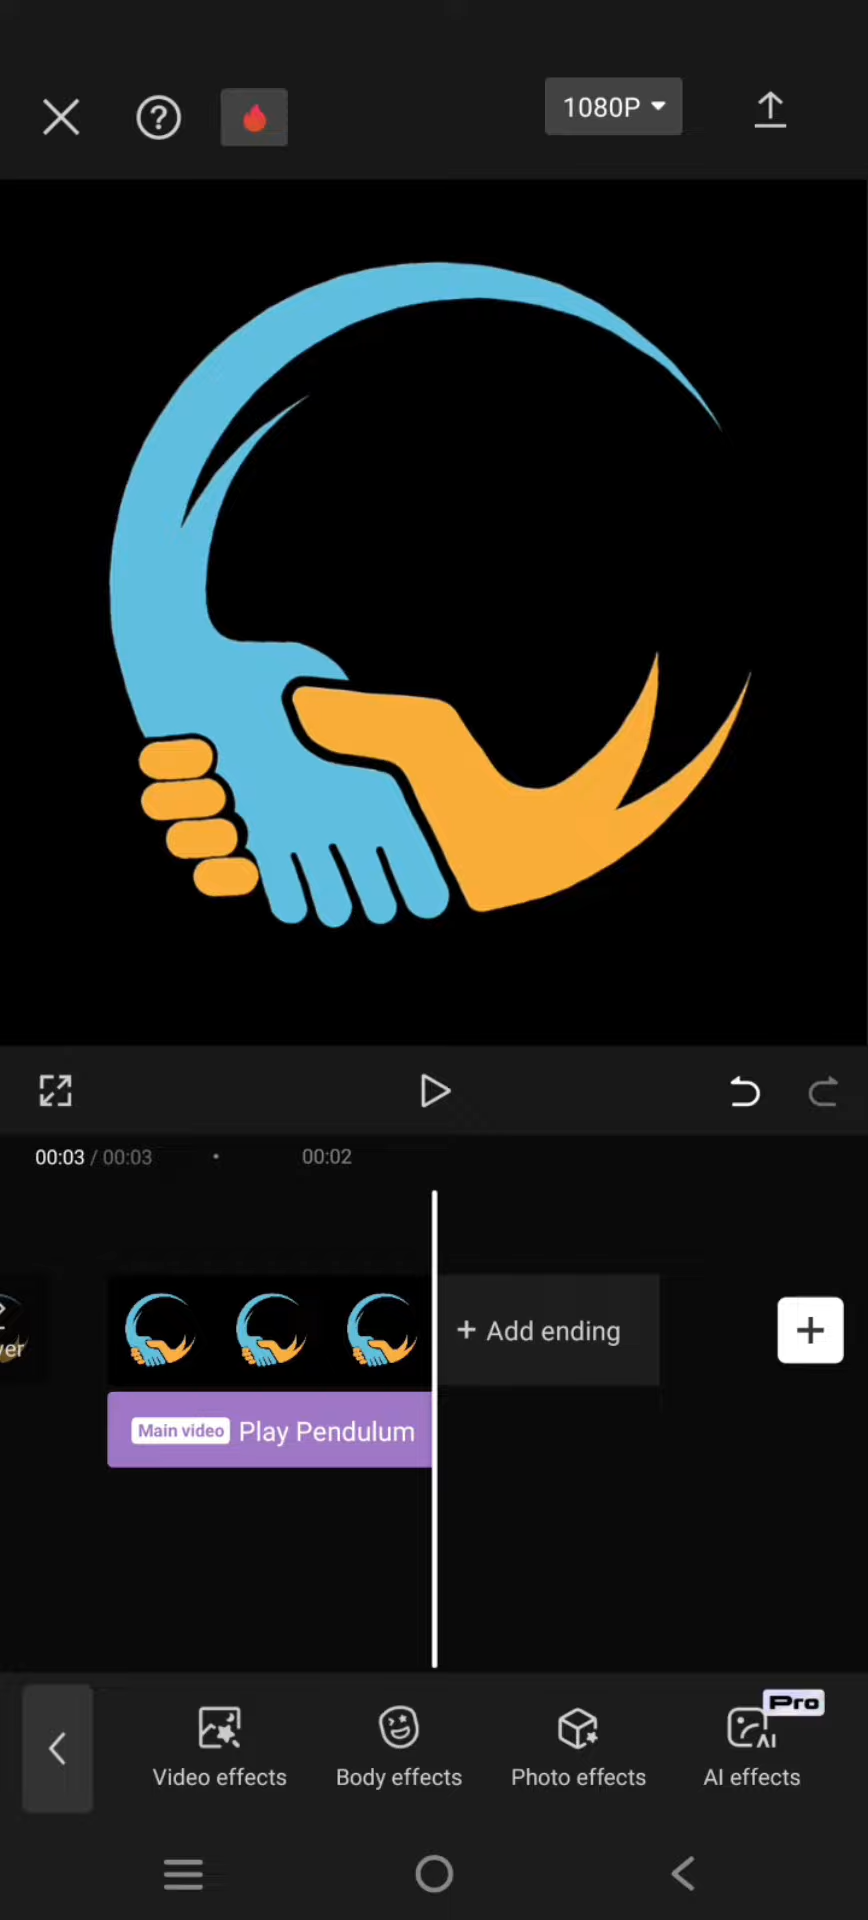 1080P
00:03 / 00:03
00:02
ver
+ Add ending
Main video Play Pendulum
Pro
Video effects
Body effects
Photo effects
AI effects